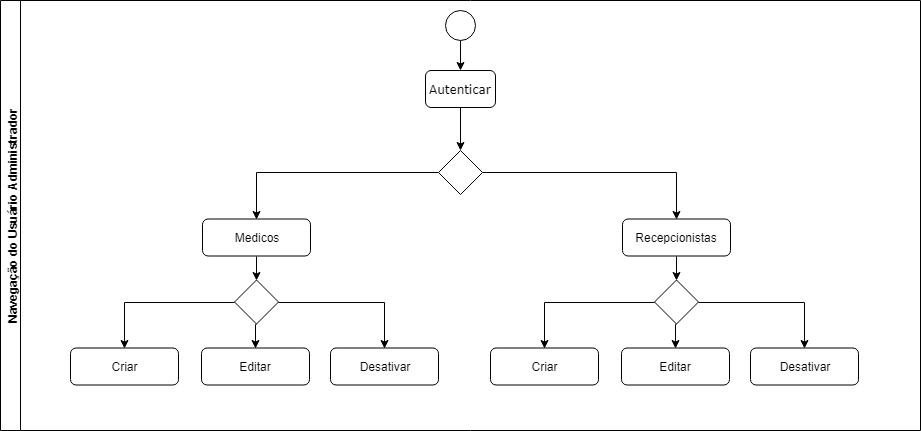 Navegação do Usuário Administrador
Autenticar
Medicos
Recepcionistas
Criar
Editar
Desativar
Criar
Editar
Desativar